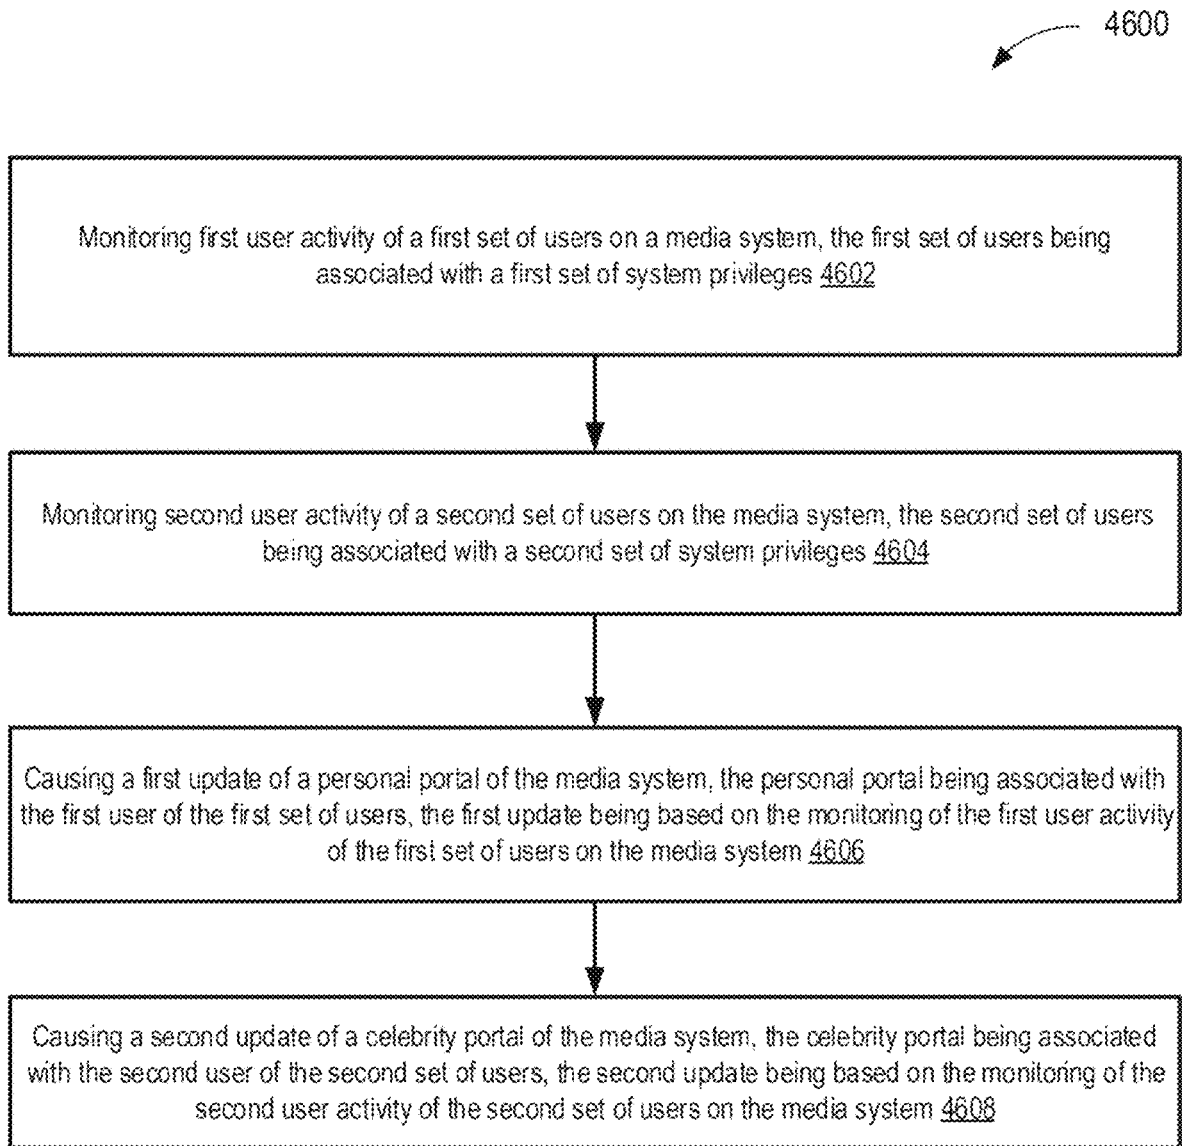 4600
Monitoring first user activity of a first set of users on a media system, the first set of users being
associated with a first set of system privileges 4602
Monitoring second user activity of a second set of users on the media system, the second set of users
being associated with a second set of system privileges 4604
Causing a first update of a personal portal of the media system, the personal portal being associated with
the first user of the first set of users, the first update being based on the monitoring of the first user activity
of the first set of users on the media system 4606
Causing a second update of a celebrity portal of the media system, the celebrity portal being associated
with the second user of the second set of users, the second update being based on the monitoring of the
second user activity of the second set of users on the media system 4608